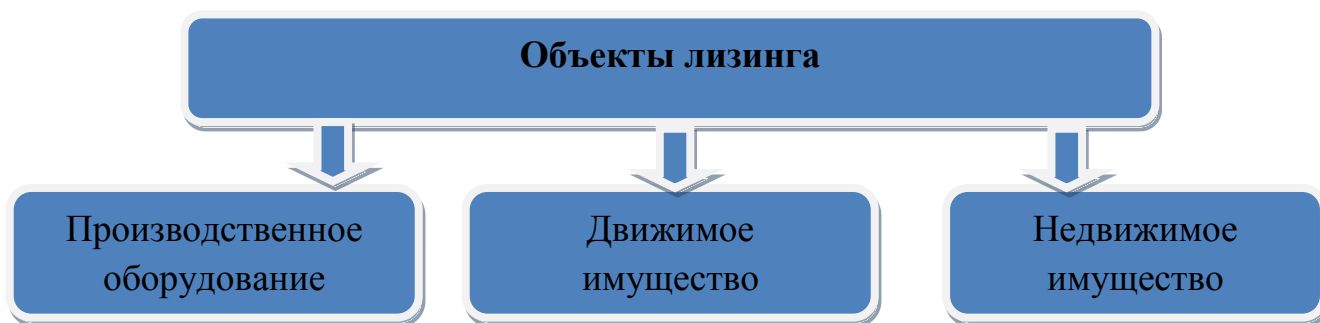 Объекты лизинга
Производственное
оборудование
Движимое
имущество
Недвижимое
имущество